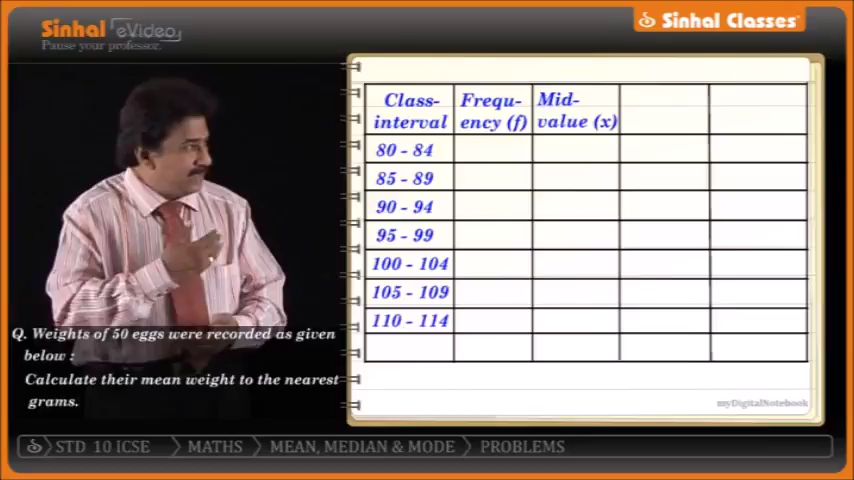 Sinhal eVideo
Pause your professor.
Sinhal Classes
Class-interval Frequ-ency (f) Mid-value (x)
80 - 84
85 - 89
90 - 94
95 - 99
100 - 104
105 - 109
110 - 114
Q. Weights of 50 eggs were recorded as given
below :
Calculate their mean weight to the nearest
grams.
myDigitalNotebook
STD 10 ICSE MATHS MEAN, MEDIAN & MODE PROBLEMS